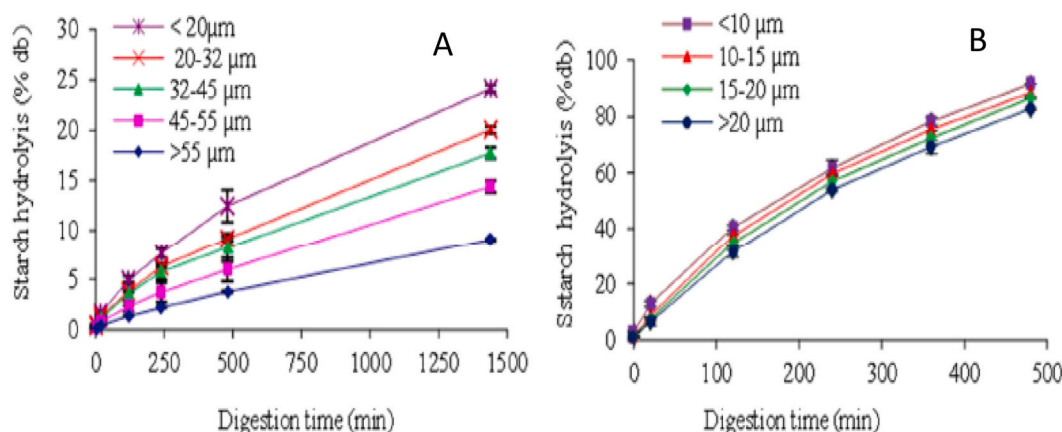 A
Starch hydrolyis (% db)
30
25
20
15
10
5
0
< 20µm
20-32 µm
32-45 µm
45-55 µm
>55 µm
0 250 500 750 1000 1250 1500
Digestion time (min)
B
S starch hydrolyis (%db)
100
80
60
40
20
0
<10 µm
10-15 µm
15-20 µm
>20 µm
0 100 200 300 400 500
Digestion time (min)